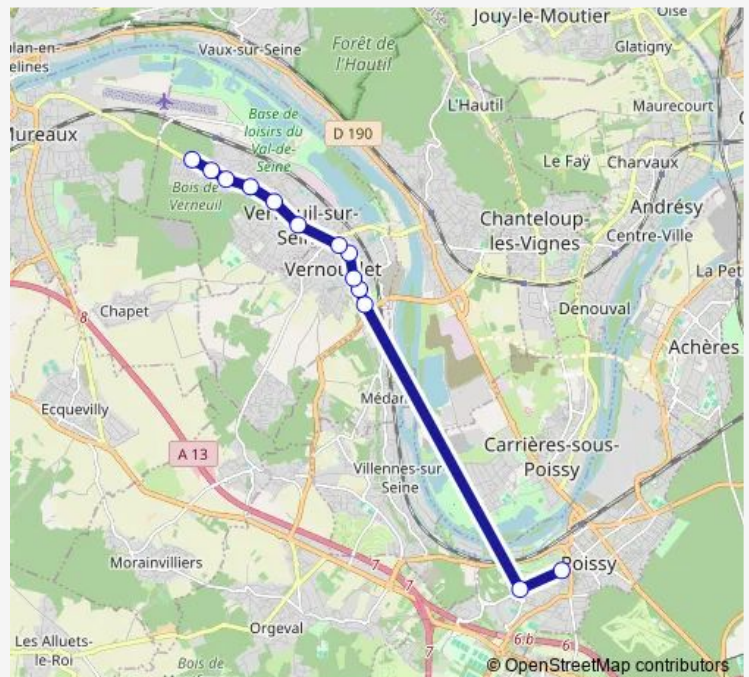 Jouy-le-Moutier
Oise
Vaux-sur-Seine
Forêt de
l'Hautil
Glatigny
L'Hautil
Maurecourt
D 190
Base de
loisirs du
Val-de-
Seine
Le Faÿ
Charvaux
Bois de
Verneuil
Andrésy
Chanteloup-
les-Vignes
Centre-Ville
Vernouillet
8
Chapet
Denouval
Achères
Médan
Ecquevilly
A 13
Carrières-sous-
Poissy
Villennes-sur
Seine
Morainvilliers
7
7
Poissy
Orgeval
Les Alluets-
le-Roi
Bois de
7
6 b
6
© OpenStreetMap contributors